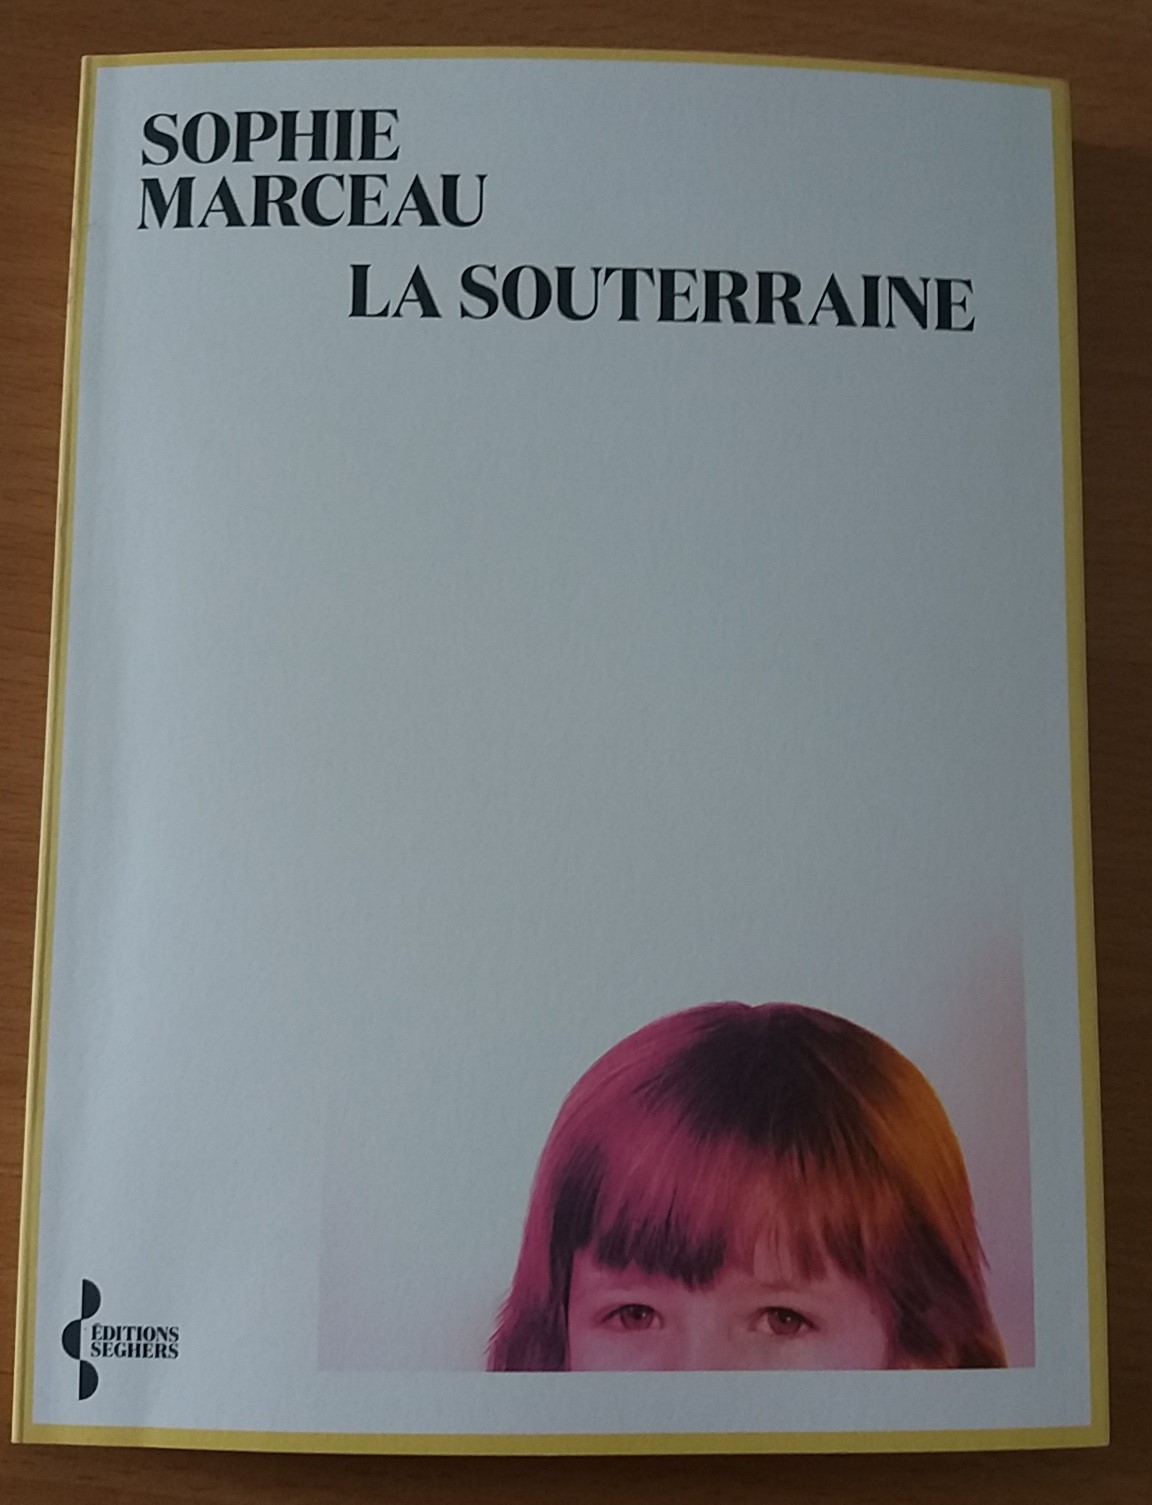 SOPHIE
MARCEAU
LA SOUTERRAINE
ÉDITIONS
SEGHERS